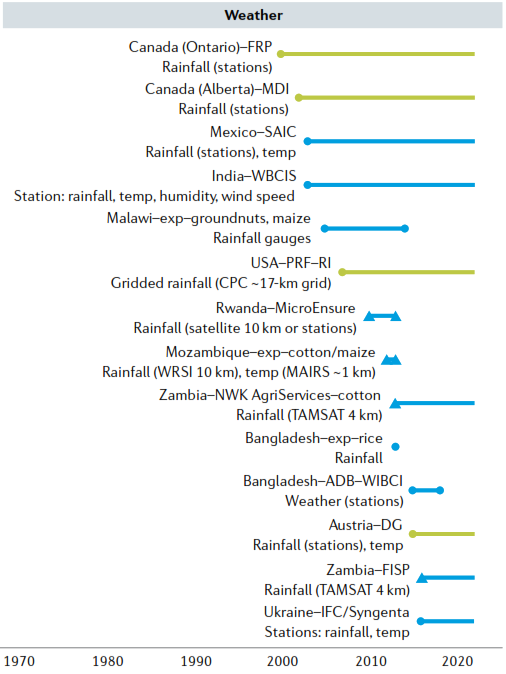 Weather
Canada (Ontario)–FRP
Rainfall (stations)
Canada (Alberta)–MDI
Rainfall (stations)
Mexico–SAIC
Rainfall (stations), temp
India–WBCIS
Station: rainfall, temp, humidity, wind speed
Malawi–exp–groundnuts, maize
Rainfall gauges
USA–PRF–RI
Gridded rainfall (CPC ~17-km grid)
Rwanda–MicroEnsure
Rainfall (satellite 10 km or stations)
Mozambique–exp–cotton/maize
Rainfall (WRSI 10 km), temp (MAIRS ~1 km)
Zambia–NWK AgriServices–cotton
Rainfall (TAMSAT 4 km)
Bangladesh–exp–rice
Rainfall
Bangladesh–ADB–WIBCI
Weather (stations)
Austria–DG
Rainfall (stations), temp
Zambia–FISP
Rainfall (TAMSAT 4 km)
Ukraine–IFC/Syngenta
Stations: rainfall, temp
1970 1980 1990 2000 2010 2020